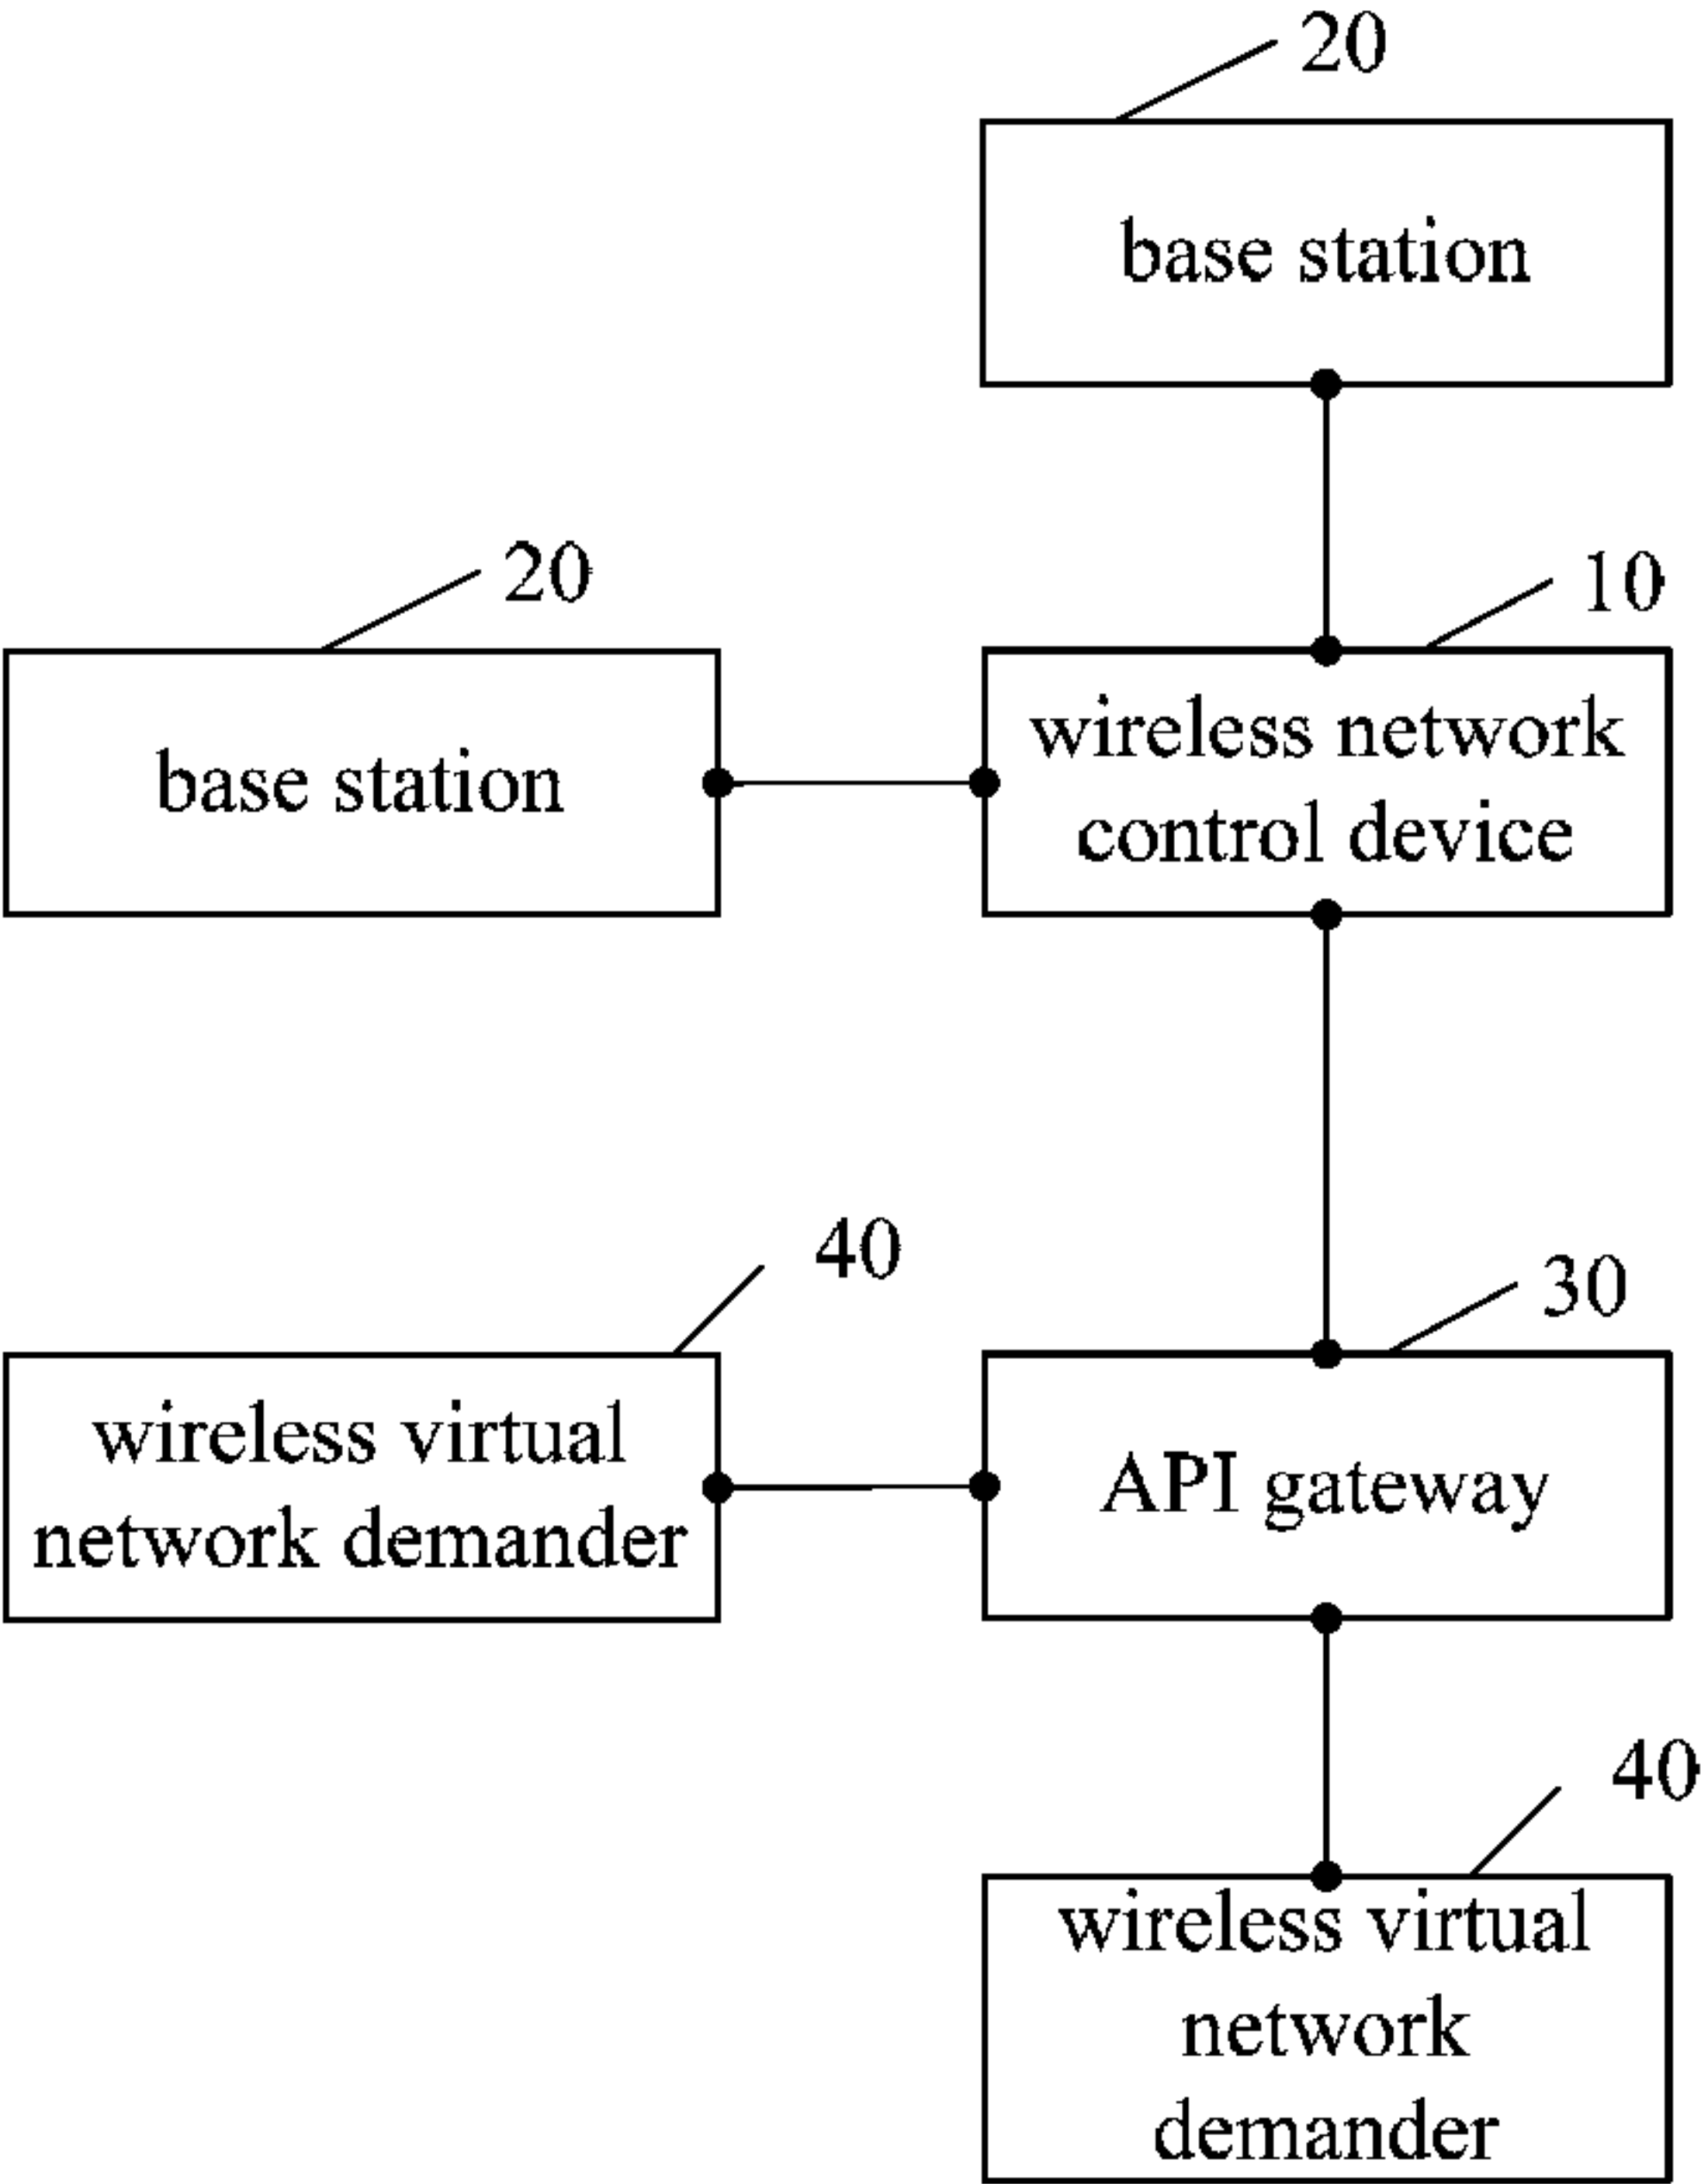 20
base station
20
10
base station
wireless network
control device
40
30
wireless virtual
network demander
API gateway
40
wireless virtual
network
demander